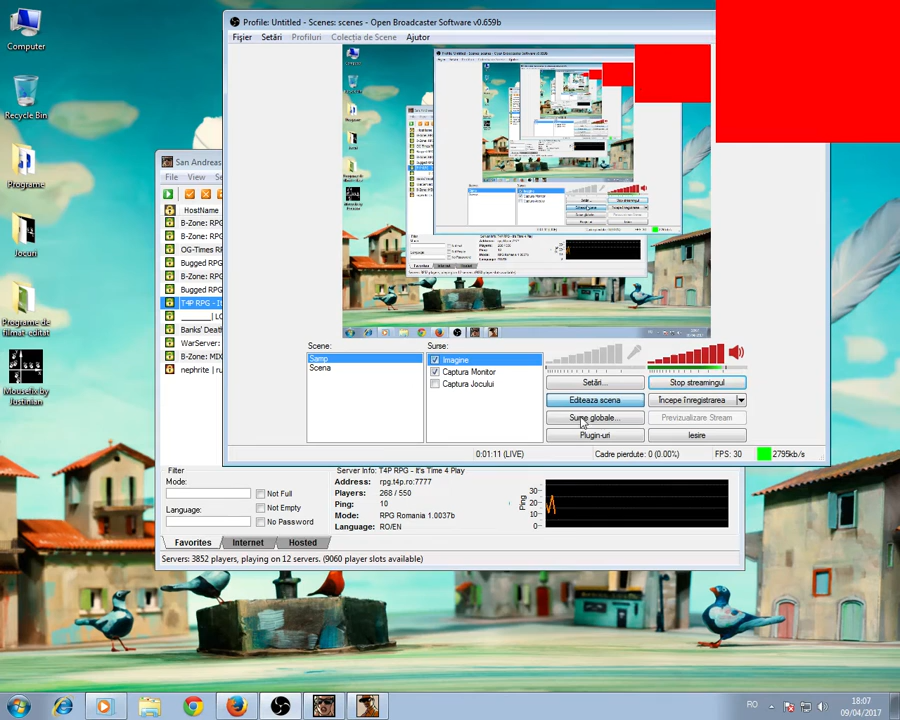 Computer
Recycle Bin
Programe
Jocuri
Programe de filmat-editat
Mousefix by Justinian
Profile: Untitled - Scenes: scenes - Open Broadcaster Software v0.659b
Fișier Setări Profiluri Colecția de Scene Ajutor
San Andreas
File View
HostName
B-Zone: RPG
B-Zone: RPG
OG-Times RP
Bugged RPG
B-Zone: RPG
Bugged RPG
T4P RPG - It
Banks' Death
WarServer:
B-Zone: MIX
nephrite | ru
Scene:
Samp
Scena
Surse:
Imagine
Captura Monitor
Captura Jocului
Setări...
Stop streamingul
Editeaza scena
Începe înregistrarea
Surse globale...
Previzualizare Stream
Plugin-uri
Iesire
0:01:11 (LIVE)
Cadre pierdute: 0 (0.00%)
FPS: 30
2795kb/s
Filter
Mode:
Language:
Not Full
Not Empty
No Password
Server Info: T4P RPG - It's Time 4 Play
Address: rpg.t4p.ro:7777
Players: 268 / 550
Ping: 10
Mode: RPG Romania 1.0037b
Language: RO/EN
Ping
30
20
10
0
Favorites Internet Hosted
Servers: 3852 players, playing on 12 servers. (9060 player slots available)
RO
18:07
09/04/2017